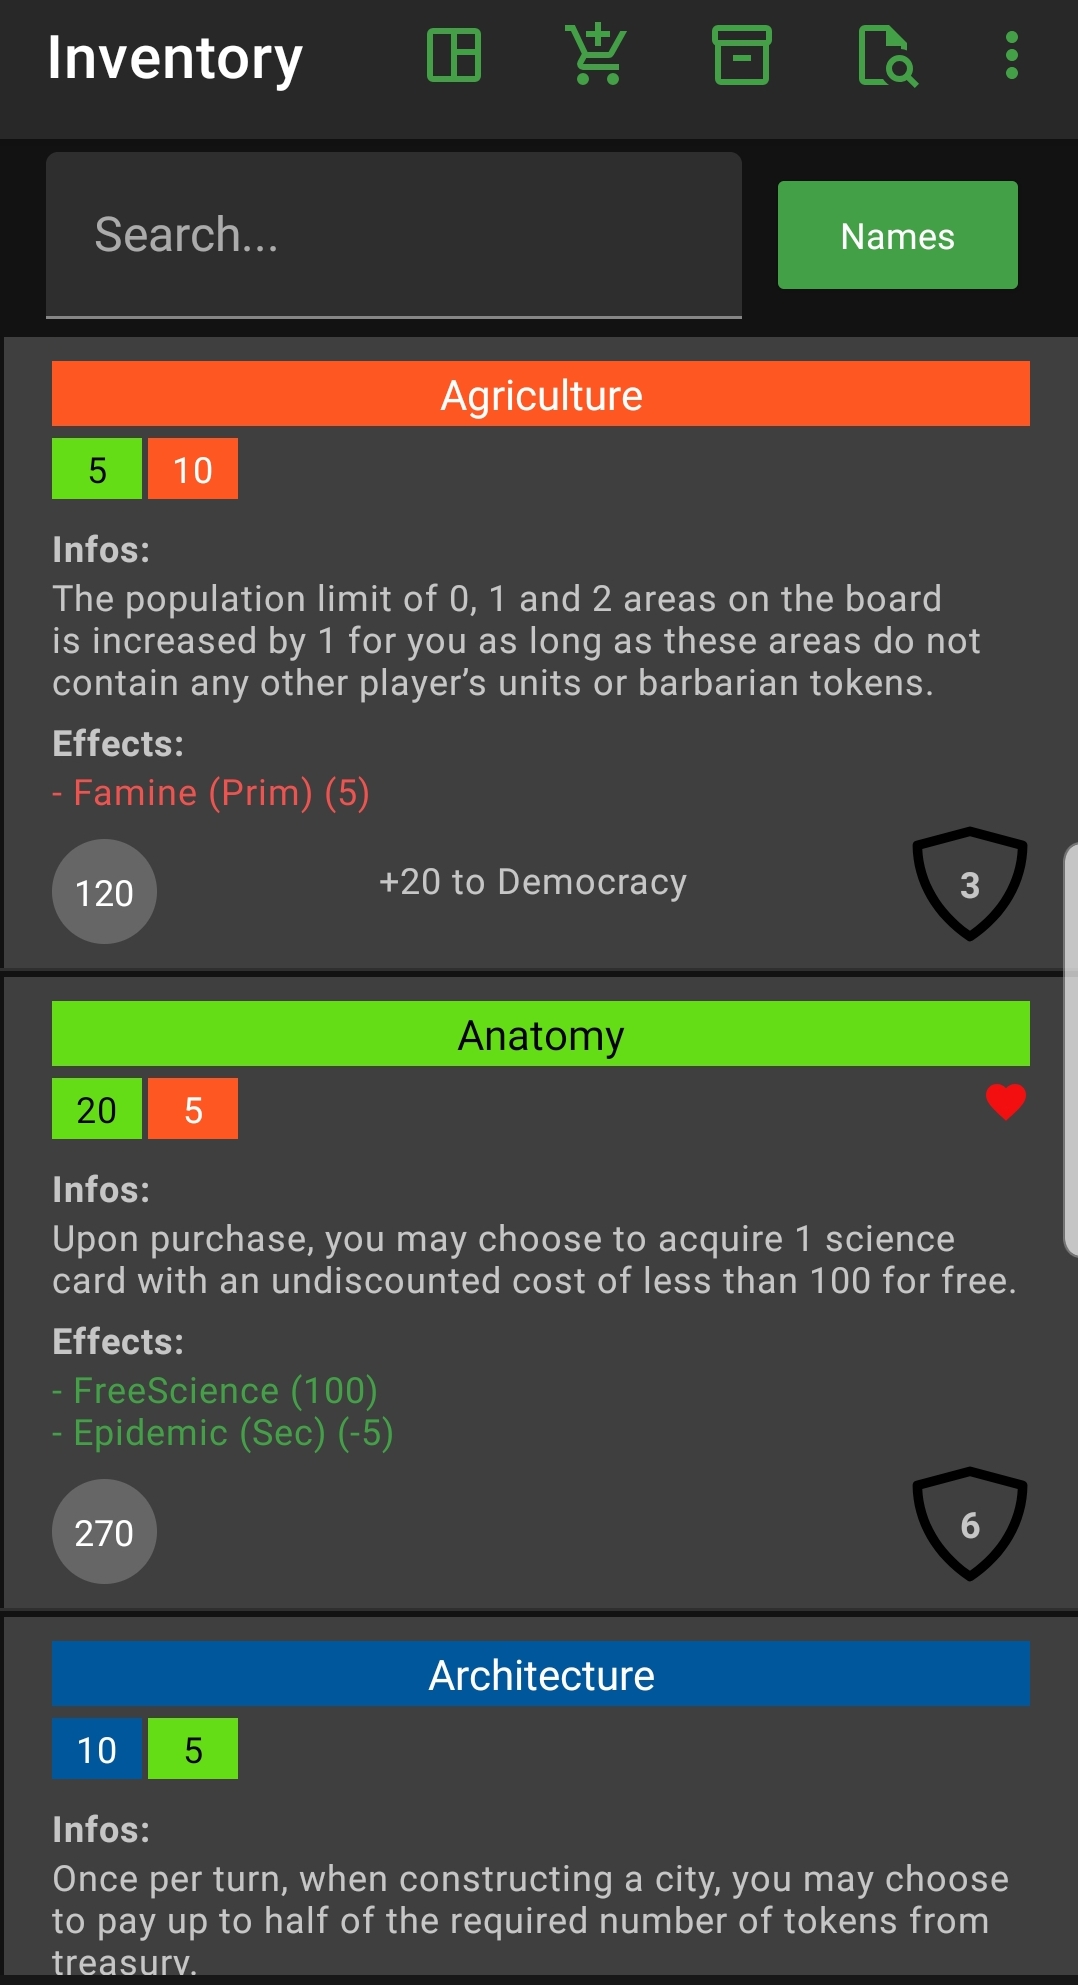 Inventory
Search...
Names
Agriculture
5 10
Infos:
The population limit of 0, 1 and 2 areas on the board
is increased by 1 for you as long as these areas do not
contain any other player’s units or barbarian tokens.
Effects:
- Famine (Prim) (5)
120 +20 to Democracy 3
Anatomy
20 5
Infos:
Upon purchase, you may choose to acquire 1 science
card with an undiscounted cost of less than 100 for free.
Effects:
- FreeScience (100)
- Epidemic (Sec) (-5)
270 6
Architecture
10 5
Infos:
Once per turn, when constructing a city, you may choose
to pay up to half of the required number of tokens from
treasury.